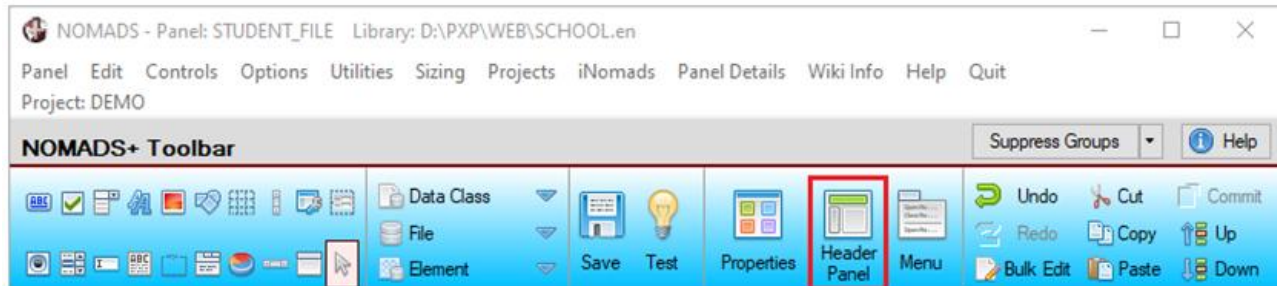 NOMADS - Panel: STUDENT_FILE Library: D:\PXP\WEB\SCHOOL.en
Panel Edit Controls Options Utilities Sizing Projects iNomads Panel Details Wiki Info Help Quit
Project: DEMO
NOMADS+ Toolbar Suppress Groups Help
Data Class Undo Cut Commit
File Redo Copy Up
Element Save Test Properties Header Menu Bulk Edit Paste Down
Panel